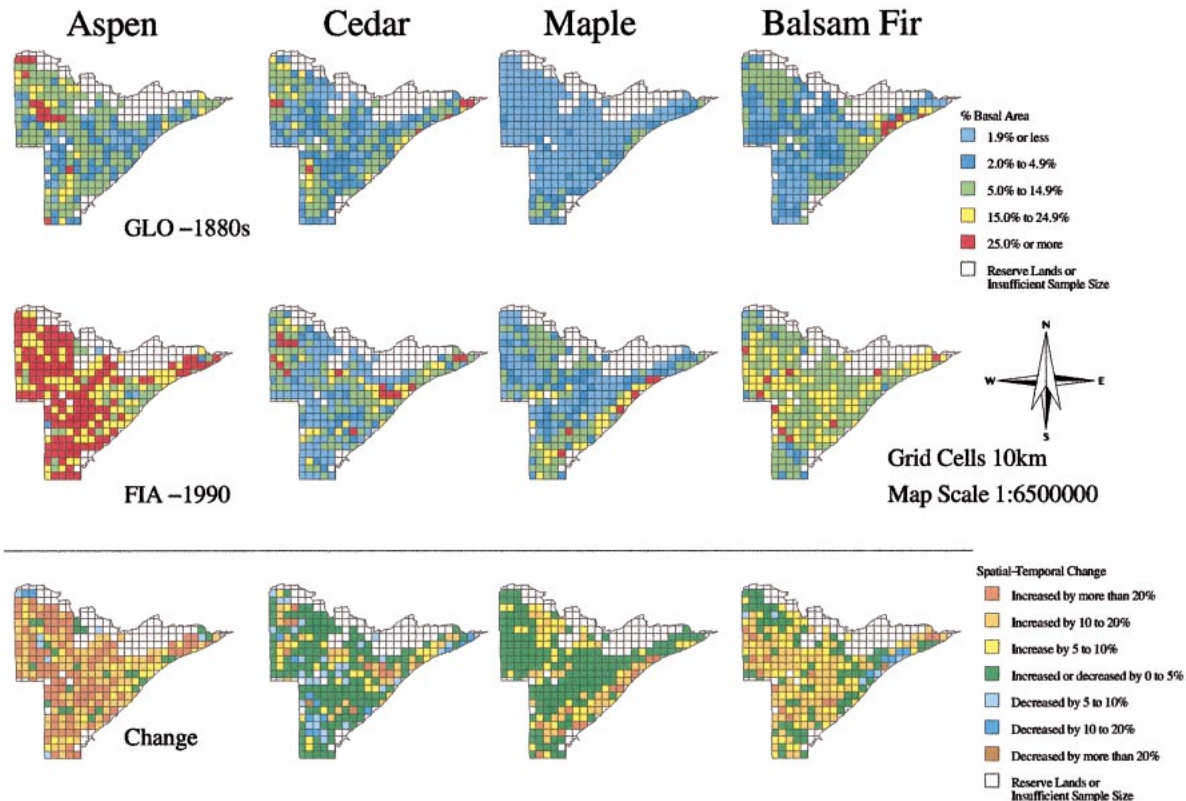 Aspen Cedar Maple Balsam Fir
% Basal Area
1.9% or less
2.0% to 4.9%
5.0% to 14.9%
15.0% to 24.9%
25.0% or more
Reserve Lands or
Insufficient Sample Size
GLO –1880s
N
W E
S
Grid Cells 10km
Map Scale 1:6500000
FIA –1990
Spatial-Temporal Change
Increased by more than 20%
Increased by 10 to 20%
Increase by 5 to 10%
Increased or decreased by 0 to 5%
Decreased by 5 to 10%
Decreased by 10 to 20%
Decreased by more than 20%
Reserve Lands or
Insufficient Sample Size
Change